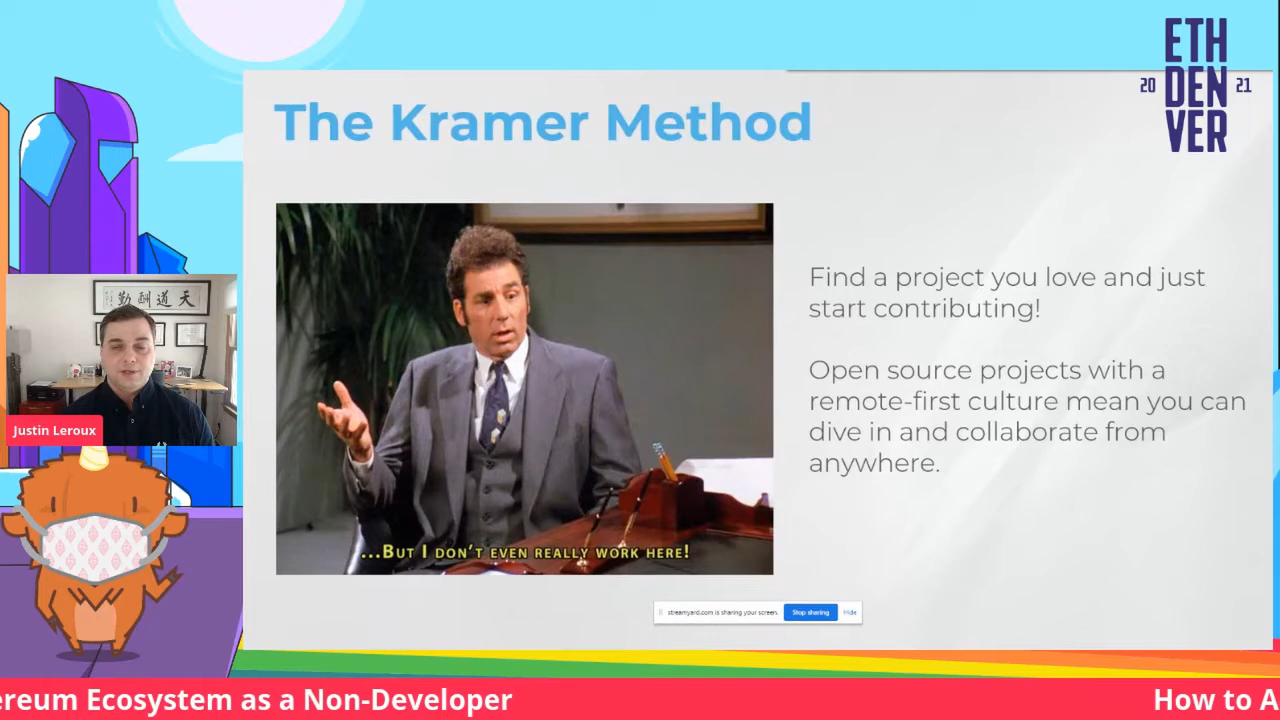 ETH
20 DEN 21
VER
The Kramer Method
天道酬勤
Justin Leroux
...BUT I DON'T EVEN REALLY WORK HERE!
Find a project you love and just
start contributing!
Open source projects with a
remote-first culture mean you can
dive in and collaborate from
anywhere.
streamyard.com is sharing your screen. Stop sharing Hide
ereum Ecosystem as a Non-Developer
How to A